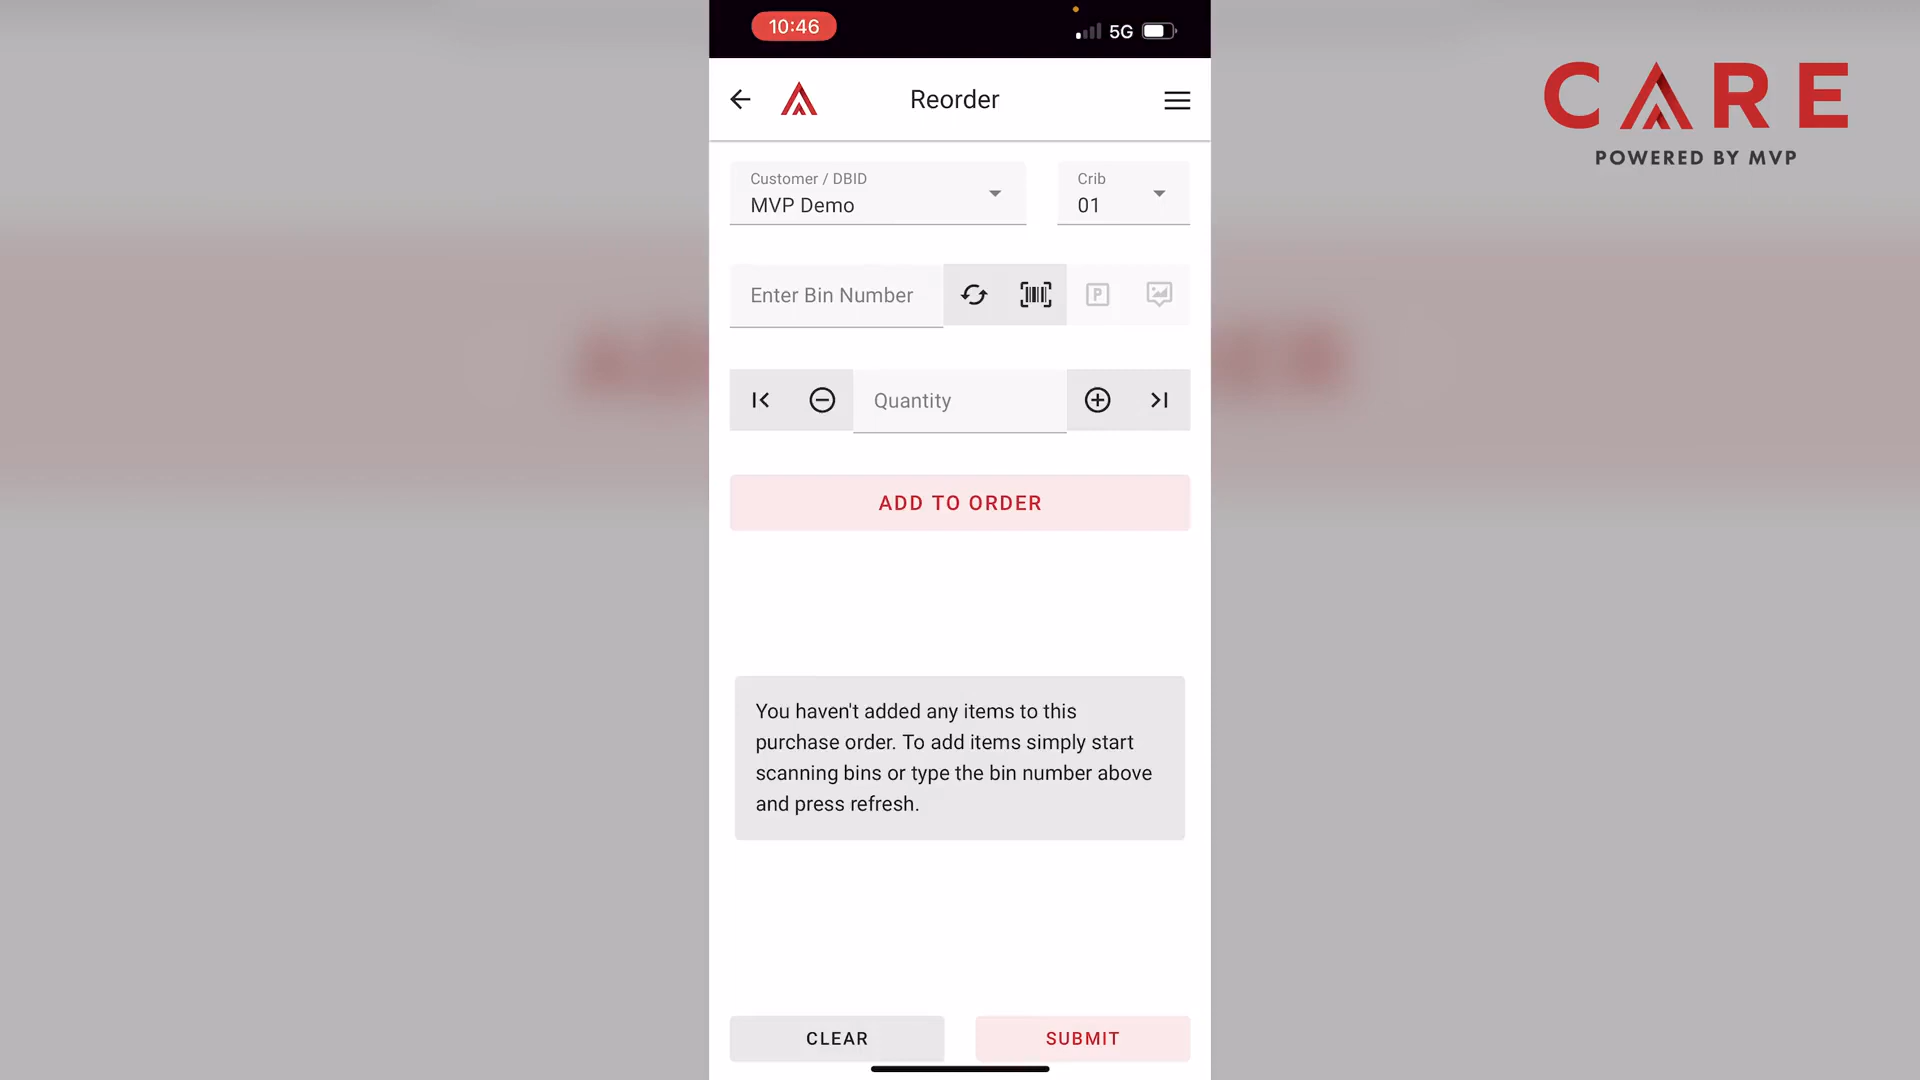 10:46
5G
Reorder
CARE
POWERED BY MVP
Customer / DBID
MVP Demo
Crib
01
Enter Bin Number
P
Quantity
ADD TO ORDER
You haven't added any items to this
purchase order. To add items simply start
scanning bins or type the bin number above
and press refresh.
CLEAR
SUBMIT